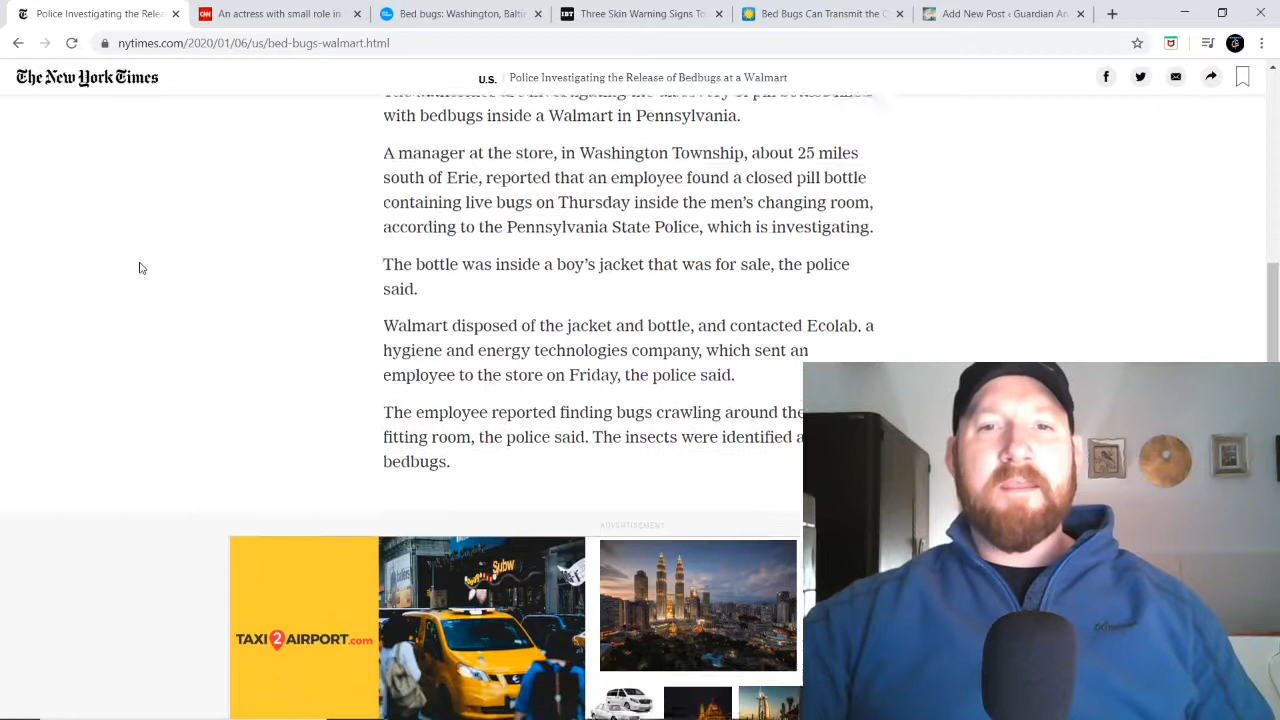 Police Investigating the Relea
An actress with small role in
Bed bugs: Washington, Baltir
Three Skin Warning Signs To
Bed Bugs Can Transmit the C
Add New Post ‹ Guardian An
nytimes.com/2020/01/06/us/bed-bugs-walmart.html
The New York Times
U.S. Police Investigating the Release of Bedbugs at a Walmart
with bedbugs inside a Walmart in Pennsylvania.
A manager at the store, in Washington Township, about 25 miles
south of Erie, reported that an employee found a closed pill bottle
containing live bugs on Thursday inside the men’s changing room,
according to the Pennsylvania State Police, which is investigating.
The bottle was inside a boy’s jacket that was for sale, the police
said.
Walmart disposed of the jacket and bottle, and contacted Ecolab, a
hygiene and energy technologies company, which sent an
employee to the store on Friday, the police said.
The employee reported finding bugs crawling around the
fitting room, the police said. The insects were identified a
bedbugs.
ADVERTISEMENT
Subw
TAXI2AIRPORT.com